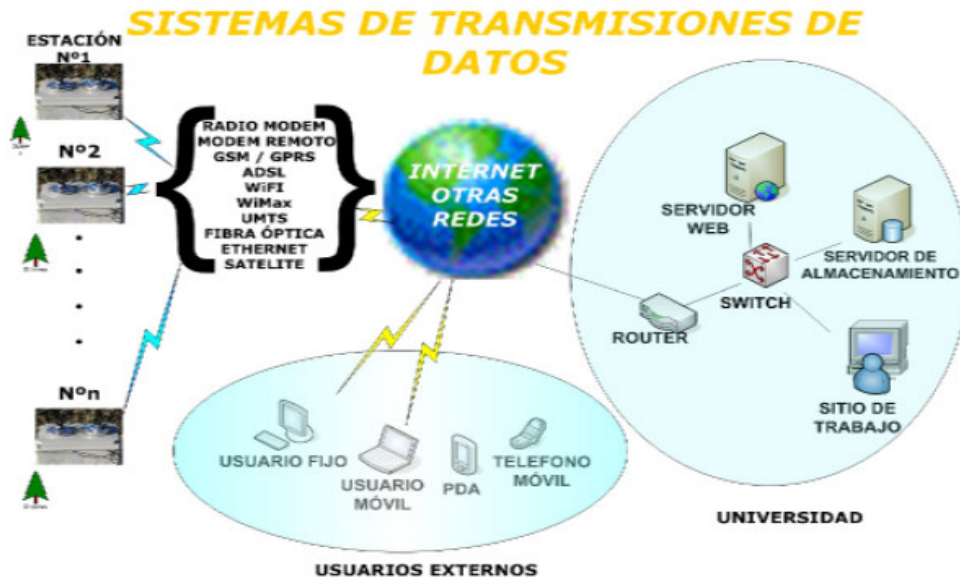 SISTEMAS DE TRANSMISIONES DE
DATOS
ESTACIÓN
Nº1
Nº2
Nºn
RADIO MODEM
MODEM REMOTO
GSM / GPRS
ADSL
WiFI
WiMax
UMTS
FIBRA ÓPTICA
ETHERNET
SATELITE
INTERNET
OTRAS
REDES
SERVIDOR
WEB
SERVIDOR DE
ALMACENAMIENTO
SWITCH
ROUTER
SITIO DE
TRABAJO
UNIVERSIDAD
USUARIO FIJO
USUARIO
MÓVIL
PDA
TELEFONO
MÓVIL
USUARIOS EXTERNOS